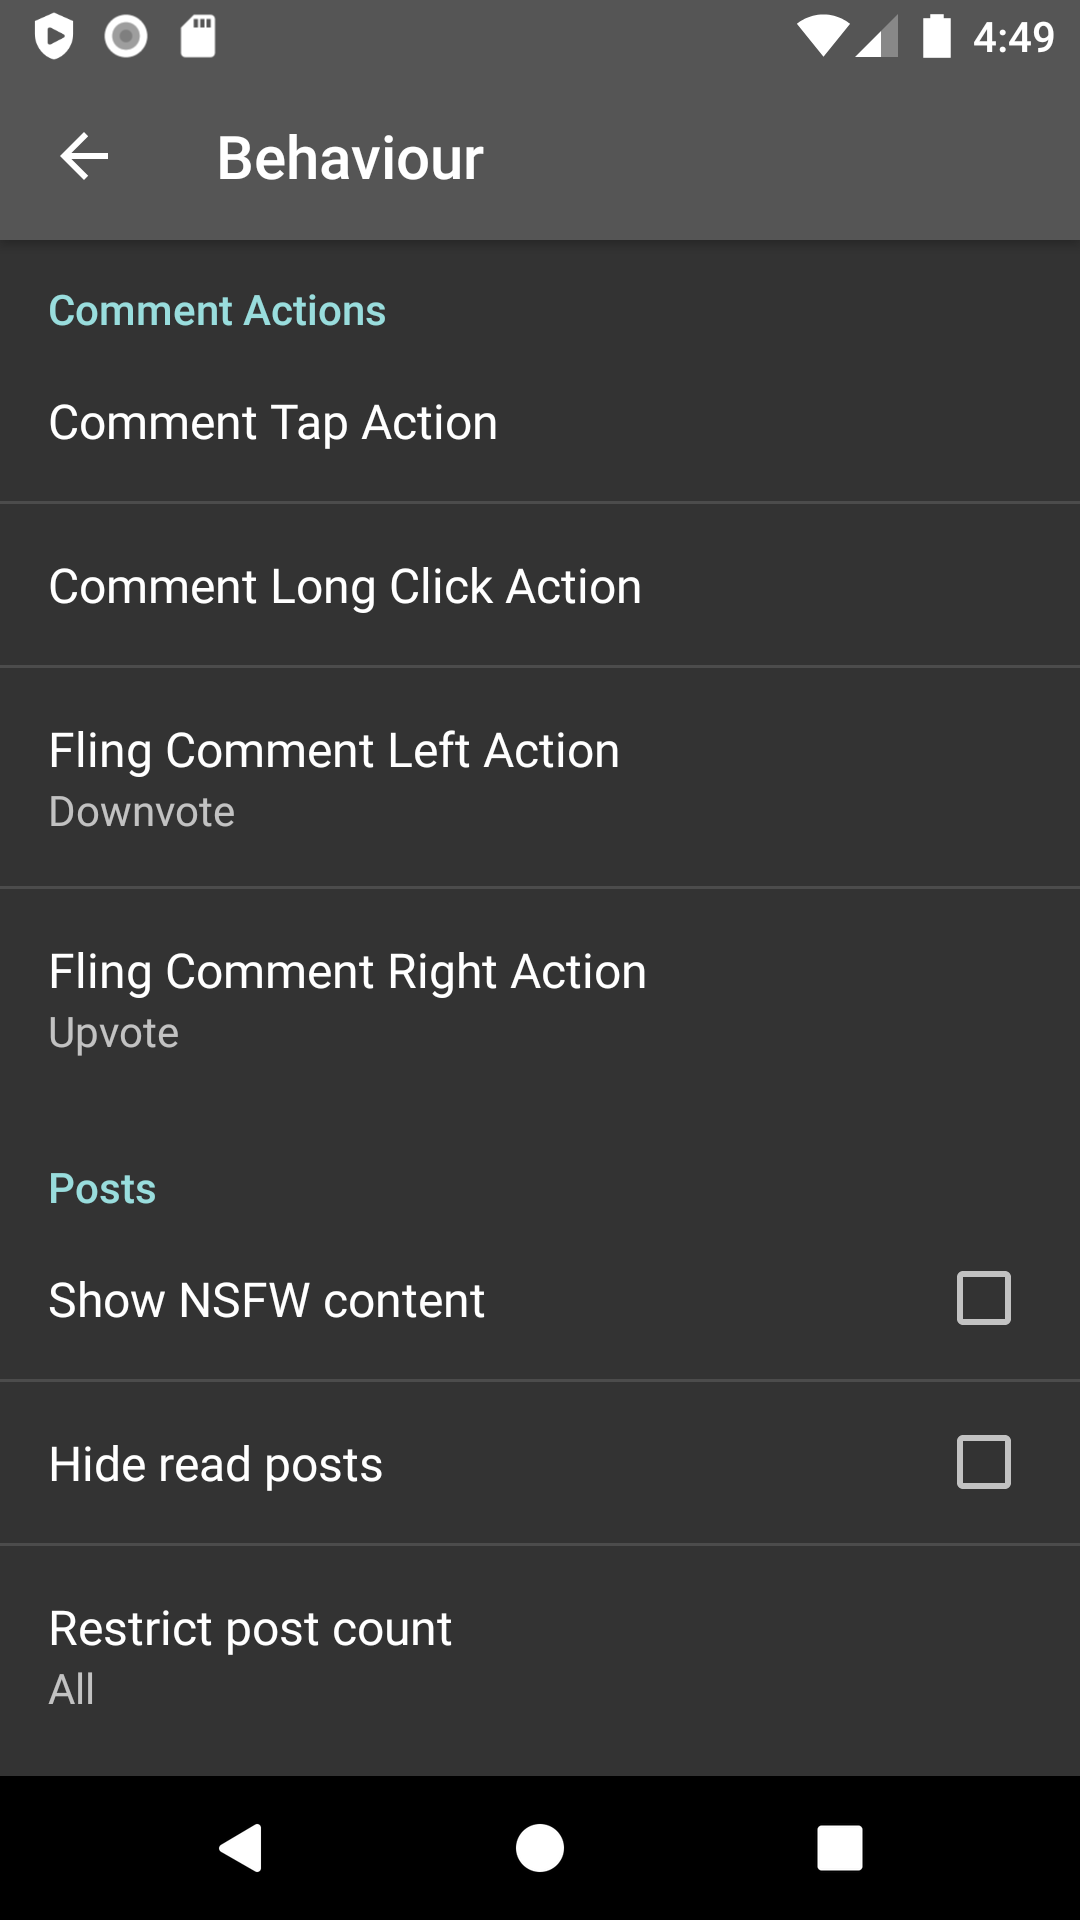 4:49
Behaviour
Comment Actions
Comment Tap Action
Comment Long Click Action
Fling Comment Left Action
Downvote
Fling Comment Right Action
Upvote
Posts
Show NSFW content
Hide read posts
Restrict post count
All